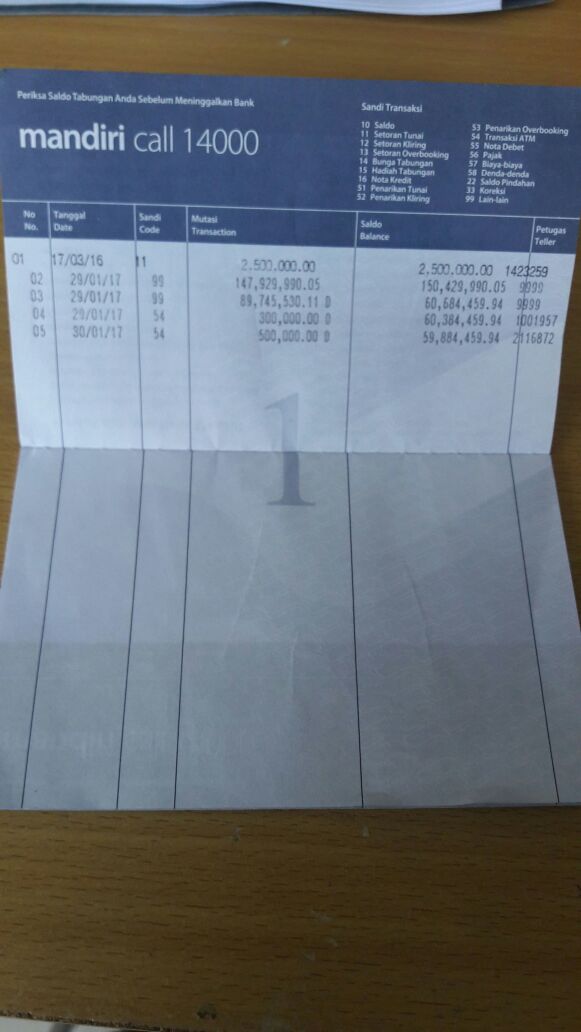 Periksa Saldo Tabungan Anda Sebelum Meninggalkan Bank
mandiri call 14000
Sandi Transaksi
10 Saldo
11 Setoran Tunai
12 Setoran Kliring
13 Setoran Overbooking
14 Bunga Tabungan
15 Hadiah Tabungan
16 Nota Kredit
51 Penarikan Tunai
52 Penarikan Kliring
53 Penarikan Overbooking
54 Transaksi ATM
55 Nota Debet
56 Pajak
57 Biaya-biaya
58 Denda-denda
22 Saldo Pindahan
33 Koreksi
99 Lain-lain
No Tanggal Sandi Mutasi Saldo Petugas
No. Date Code Transaction Balance Teller
01 17/03/16 11 2.500.000.00 2,500.000.00 1423259
02 29/01/17 99 147,929,990.05 150,429,990.05 9999
03 29/01/17 99 89,745,530.11 D 60,684,459.94 9999
04 29/01/17 54 300,000.00 D 60,384,459.94 1001957
05 30/01/17 54 500,000.00 D 59,884,459.94 2116872
1